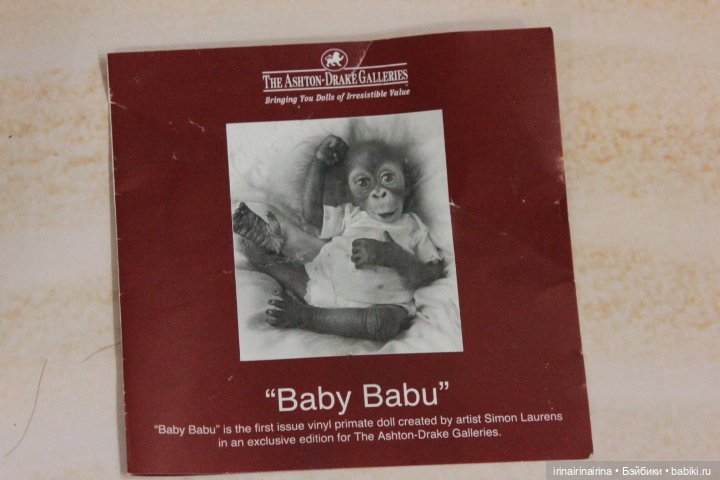 THE ASHTON-DRAKE GALLERIES
Bringing You Dolls of Irresistible Value
“Baby Babu”
“Baby Babu” is the first issue vinyl primate doll created by artist Simon Laurens
in an exclusive edition for The Ashton-Drake Galleries.
irinairinairina • Бэйбики • babiki.ru